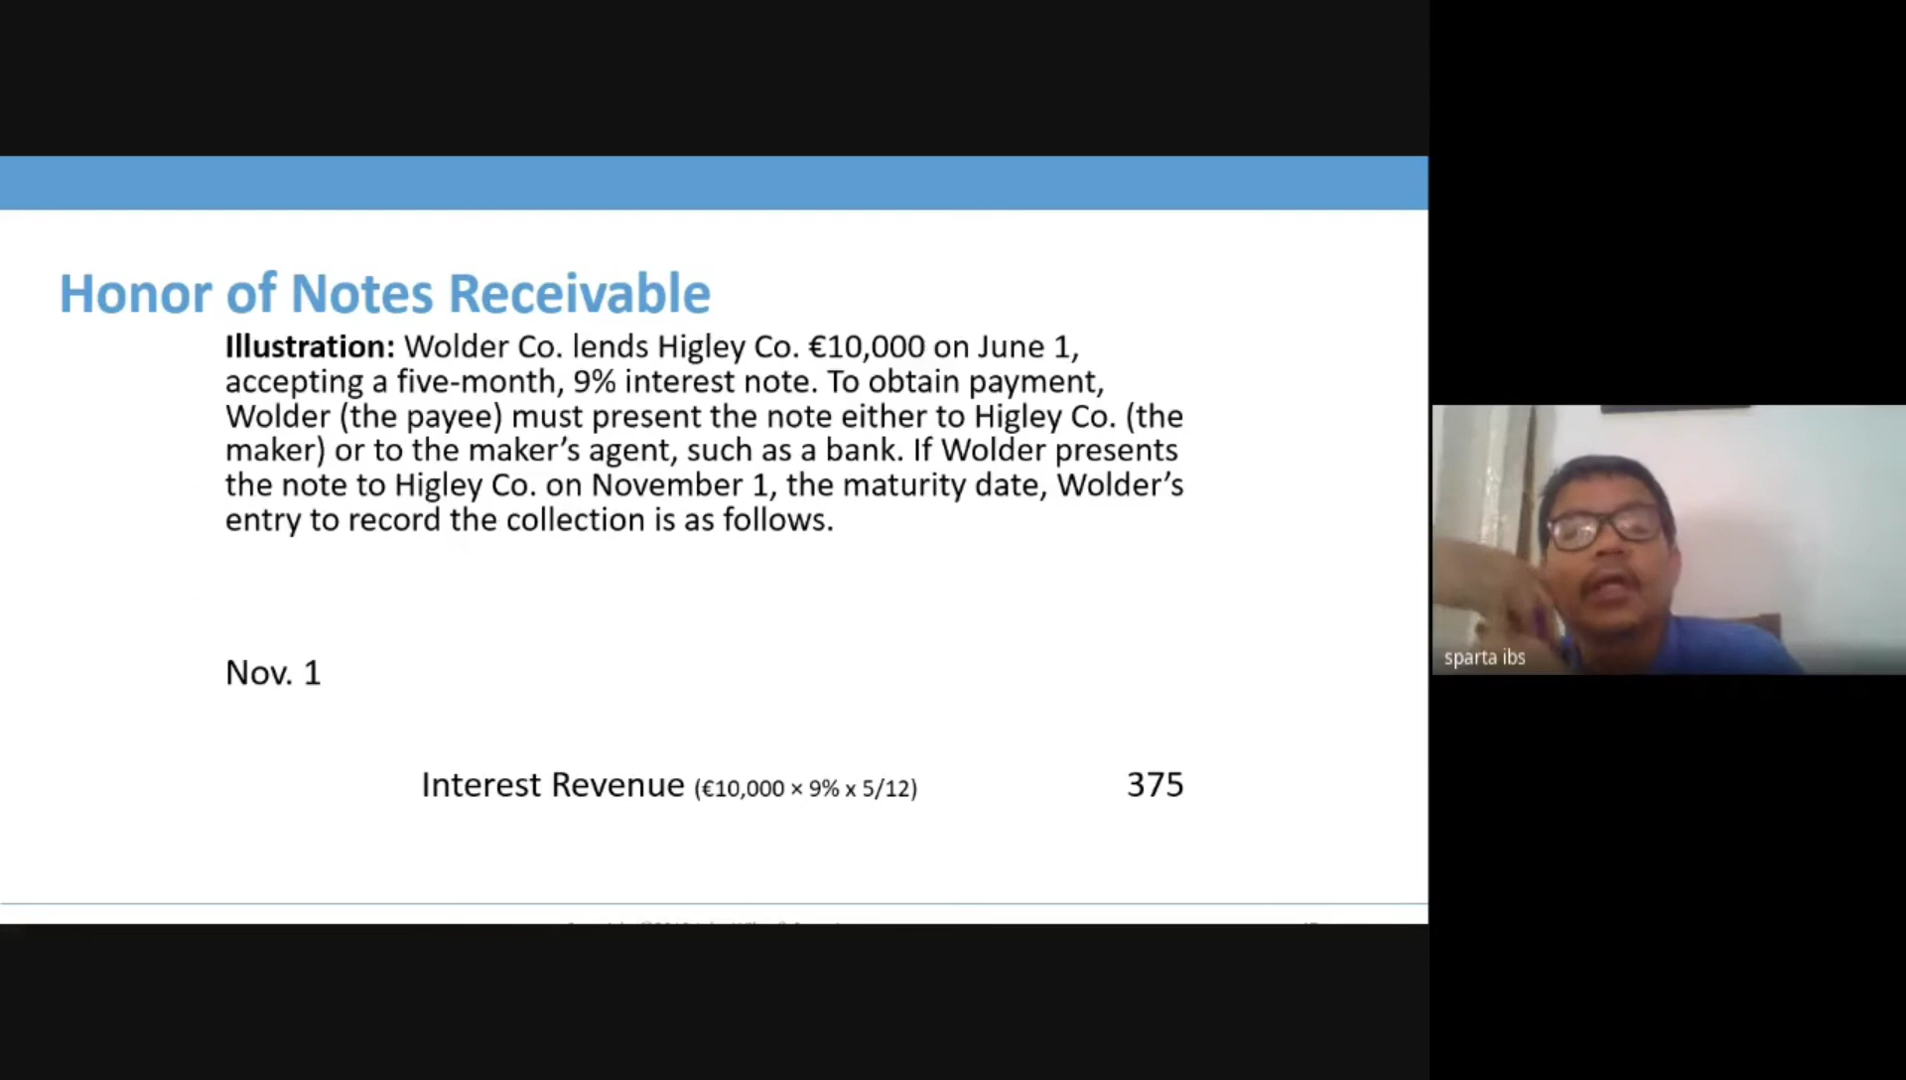 Honor of Notes Receivable
Illustration: Wolder Co. lends Higley Co. €10,000 on June 1,
accepting a five-month, 9% interest note. To obtain payment,
Wolder (the payee) must present the note either to Higley Co. (the
maker) or to the maker’s agent, such as a bank. If Wolder presents
the note to Higley Co. on November 1, the maturity date, Wolder’s
entry to record the collection is as follows.
Nov. 1
Interest Revenue (€10,000 × 9% x 5/12) 375
sparta ibs